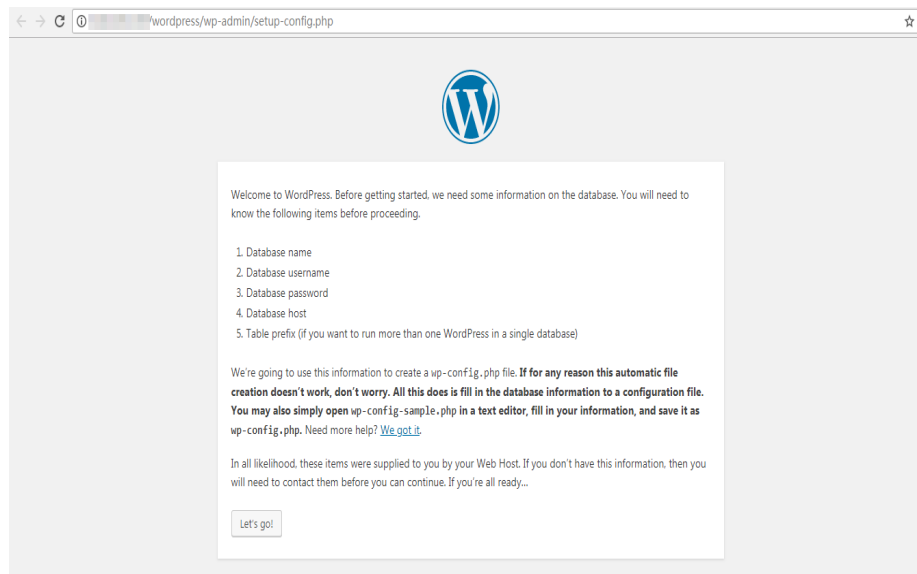 /wordpress/wp-admin/setup-config.php
Welcome to WordPress. Before getting started, we need some information on the database. You will need to
know the following items before proceeding.
1. Database name
2. Database username
3. Database password
4. Database host
5. Table prefix (if you want to run more than one WordPress in a single database)
We're going to use this information to create a wp-config.php file. If for any reason this automatic file
creation doesn't work, don't worry. All this does is fill in the database information to a configuration file.
You may also simply open wp-config-sample.php in a text editor, fill in your information, and save it as
wp-config.php. Need more help? We got it.
In all likelihood, these items were supplied to you by your Web Host. If you don't have this information, then you
will need to contact them before you can continue. If you're all ready...
Let's go!